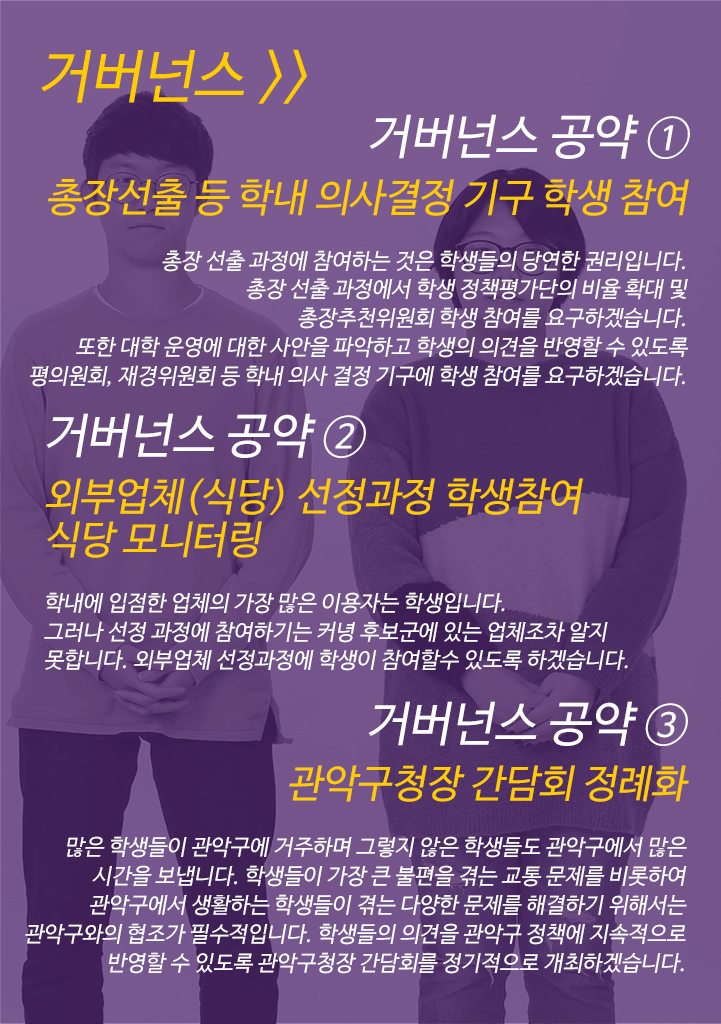 거버넌스 >>
거버넌스 공약 ①
총장선출 등 학내 의사결정 기구 학생 참여
총장 선출 과정에 참여하는 것은 학생들의 당연한 권리입니다.
총장 선출 과정에서 학생 정책평가단의 비율 확대 및
총장추천위원회 학생 참여를 요구하겠습니다.
또한 대학 운영에 대한 사안을 파악하고 학생의 의견을 반영할 수 있도록
평의원회, 재경위원회 등 학내 의사 결정 기구에 학생 참여를 요구하겠습니다.
거버넌스 공약 ②
외부업체(식당) 선정과정 학생참여
식당 모니터링
학내에 입점한 업체의 가장 많은 이용자는 학생입니다.
그러나 선정 과정에 참여하기는 커녕 후보군에 있는 업체조차 알지
못합니다. 외부업체 선정과정에 학생이 참여할수 있도록 하겠습니다.
거버넌스 공약 ③
관악구청장 간담회 정례화
많은 학생들이 관악구에 거주하며 그렇지 않은 학생들도 관악구에서 많은
시간을 보냅니다. 학생들이 가장 큰 불편을 겪는 교통 문제를 비롯하여
관악구에서 생활하는 학생들이 겪는 다양한 문제를 해결하기 위해서는
관악구와의 협조가 필수적입니다. 학생들의 의견을 관악구 정책에 지속적으로
반영할 수 있도록 관악구청장 간담회를 정기적으로 개최하겠습니다.